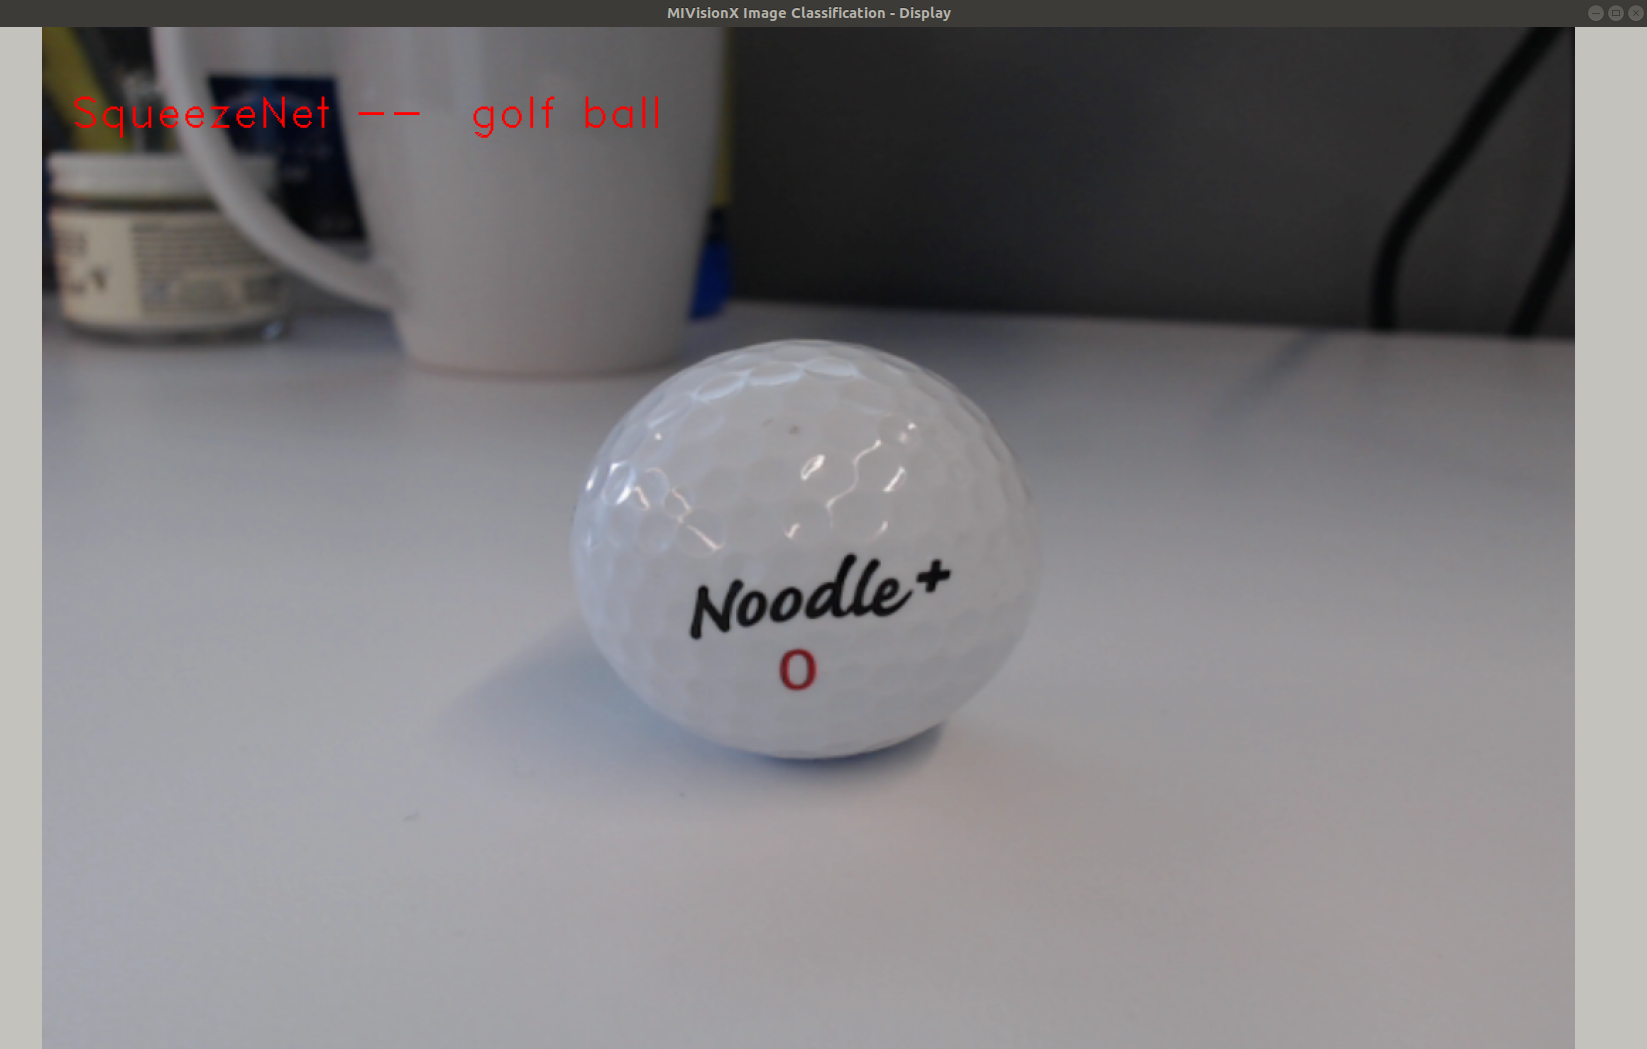 MIVisionX Image Classification - Display
SqueezeNet -- golf ball
Noodle+
0